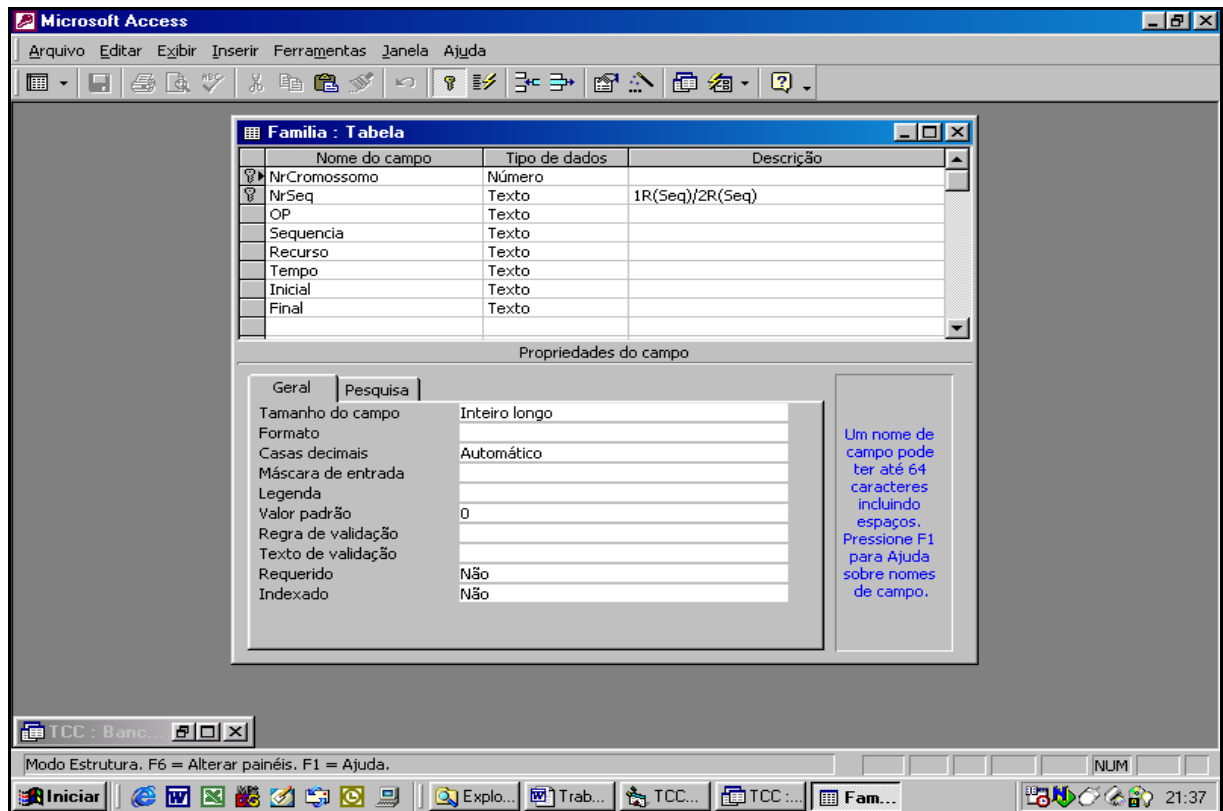 Microsoft Access
Arquivo Editar Exibir Inserir Ferramentas Janela Ajuda
Familia : Tabela
Nome do campo Tipo de dados Descrição
NrCromossomo Número
NrSeq Texto 1R(Seq)/2R(Seq)
OP Texto
Sequencia Texto
Recurso Texto
Tempo Texto
Inicial Texto
Final Texto
Propriedades do campo
Geral Pesquisa
Tamanho do campo Inteiro longo
Formato
Casas decimais Automático
Máscara de entrada
Legenda
Valor padrão 0
Regra de validação
Texto de validação
Requerido Não
Indexado Não
Um nome de
campo pode
ter até 64
caracteres
incluindo
espaços.
Pressione F1
para Ajuda
sobre nomes
de campo.
TCC : Banc...
Modo Estrutura. F6 = Alterar painéis. F1 = Ajuda. NUM
Iniciar Explo... Trab... TCC... TCC :... Fam... 21:37